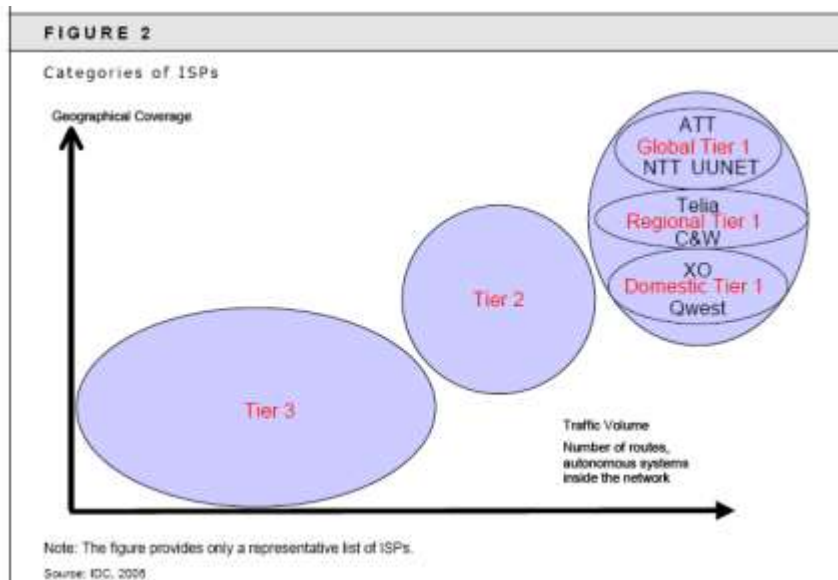 FIGURE 2
Categories of ISPs
Geographical Coverage
ATT
Global Tier 1
NTT UUNET
Telia
Regional Tier 1
C&W
XO
Domestic Tier 1
Qwest
Tier 2
Tier 3
Traffic Volume
Number of routes,
autonomous systems
inside the network
Note: The figure provides only a representative list of ISPs.
Source: IDC,